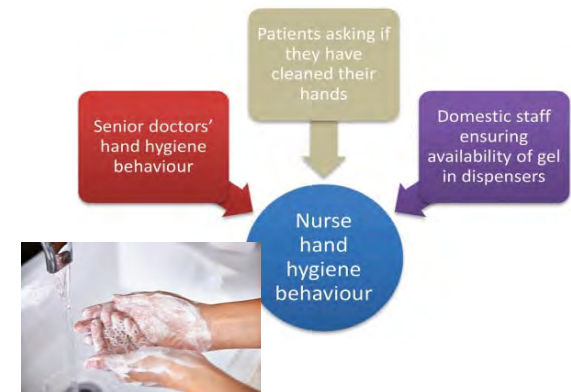 Patients asking if
they have
cleaned their
hands
Senior doctors'
hand hygiene
behaviour
Domestic staff
ensuring
availability of gel
in dispensers
Nurse
hand
hygiene
behaviour